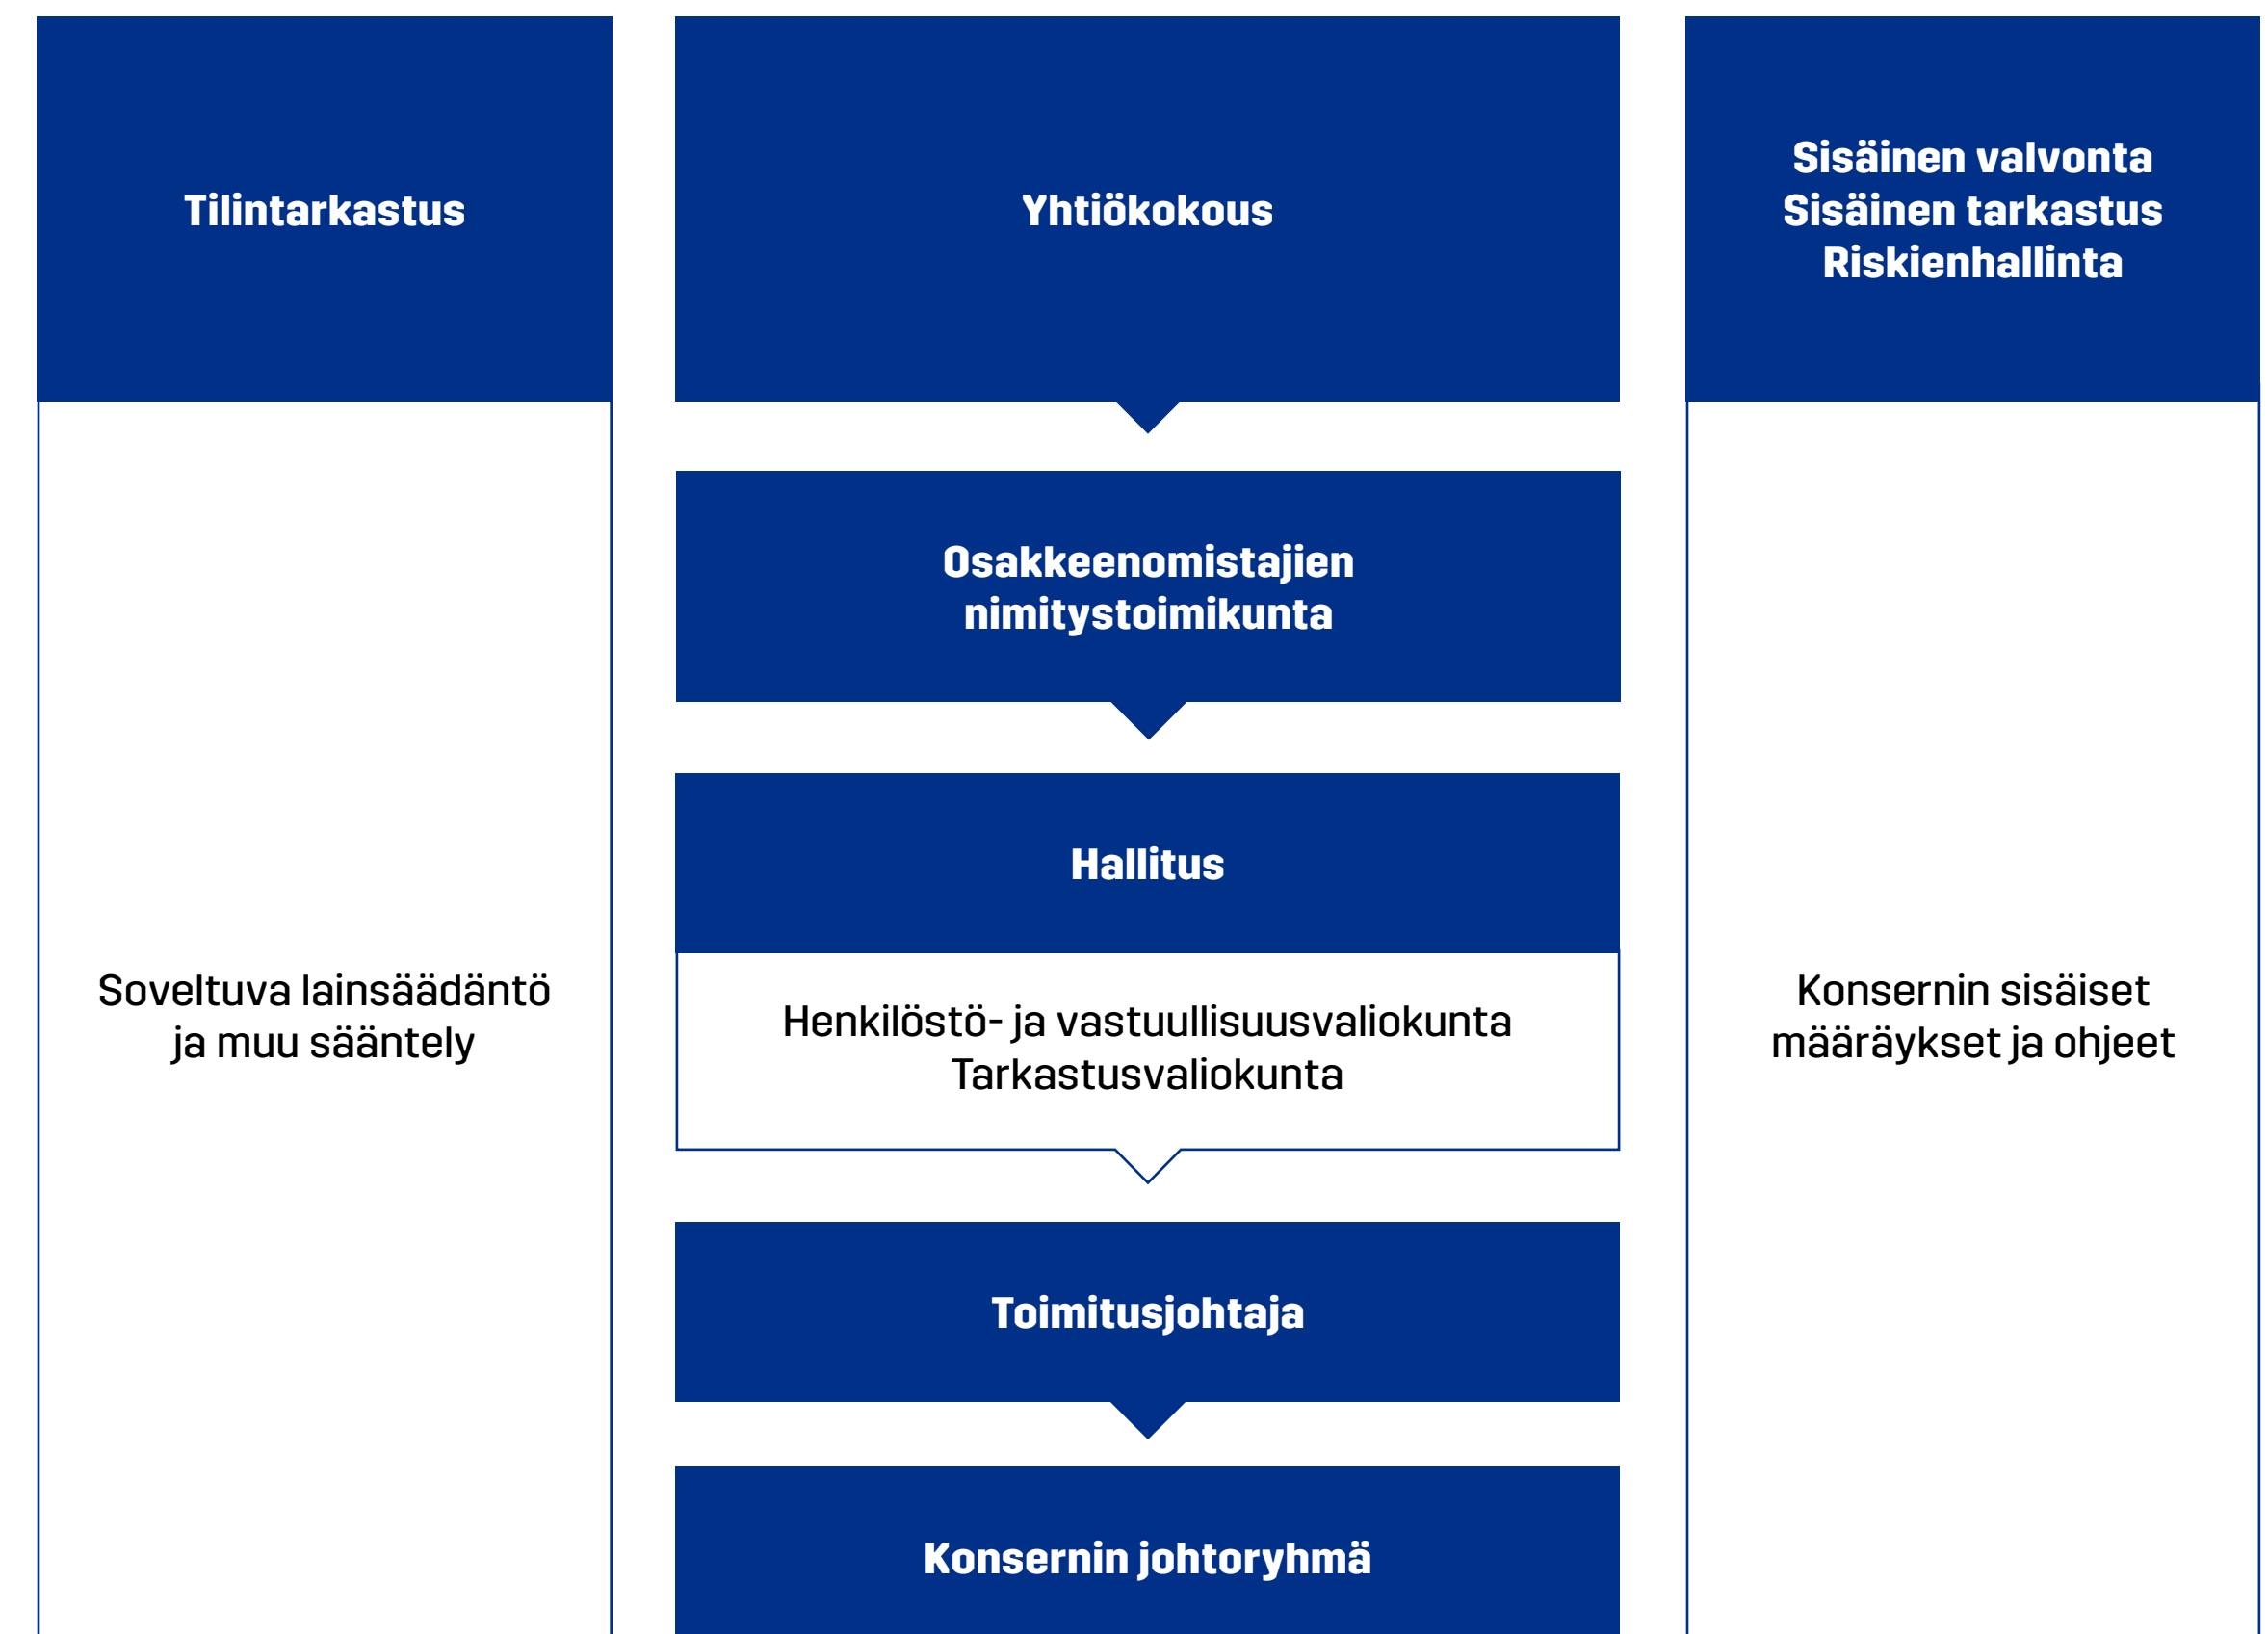 Tilintarkastus
Soveltuva lainsäädäntö
ja muu sääntely
Yhtiökokous
Osakkeenomistajien
nimitystoimikunta
Hallitus
Henkilöstö- ja vastuullisuusvaliokunta
Tarkastusvaliokunta
Toimitusjohtaja
Konsernin johtoryhmä
Sisäinen valvonta
Sisäinen tarkastus
Riskienhallinta
Konsernin sisäiset
määräykset ja ohjeet